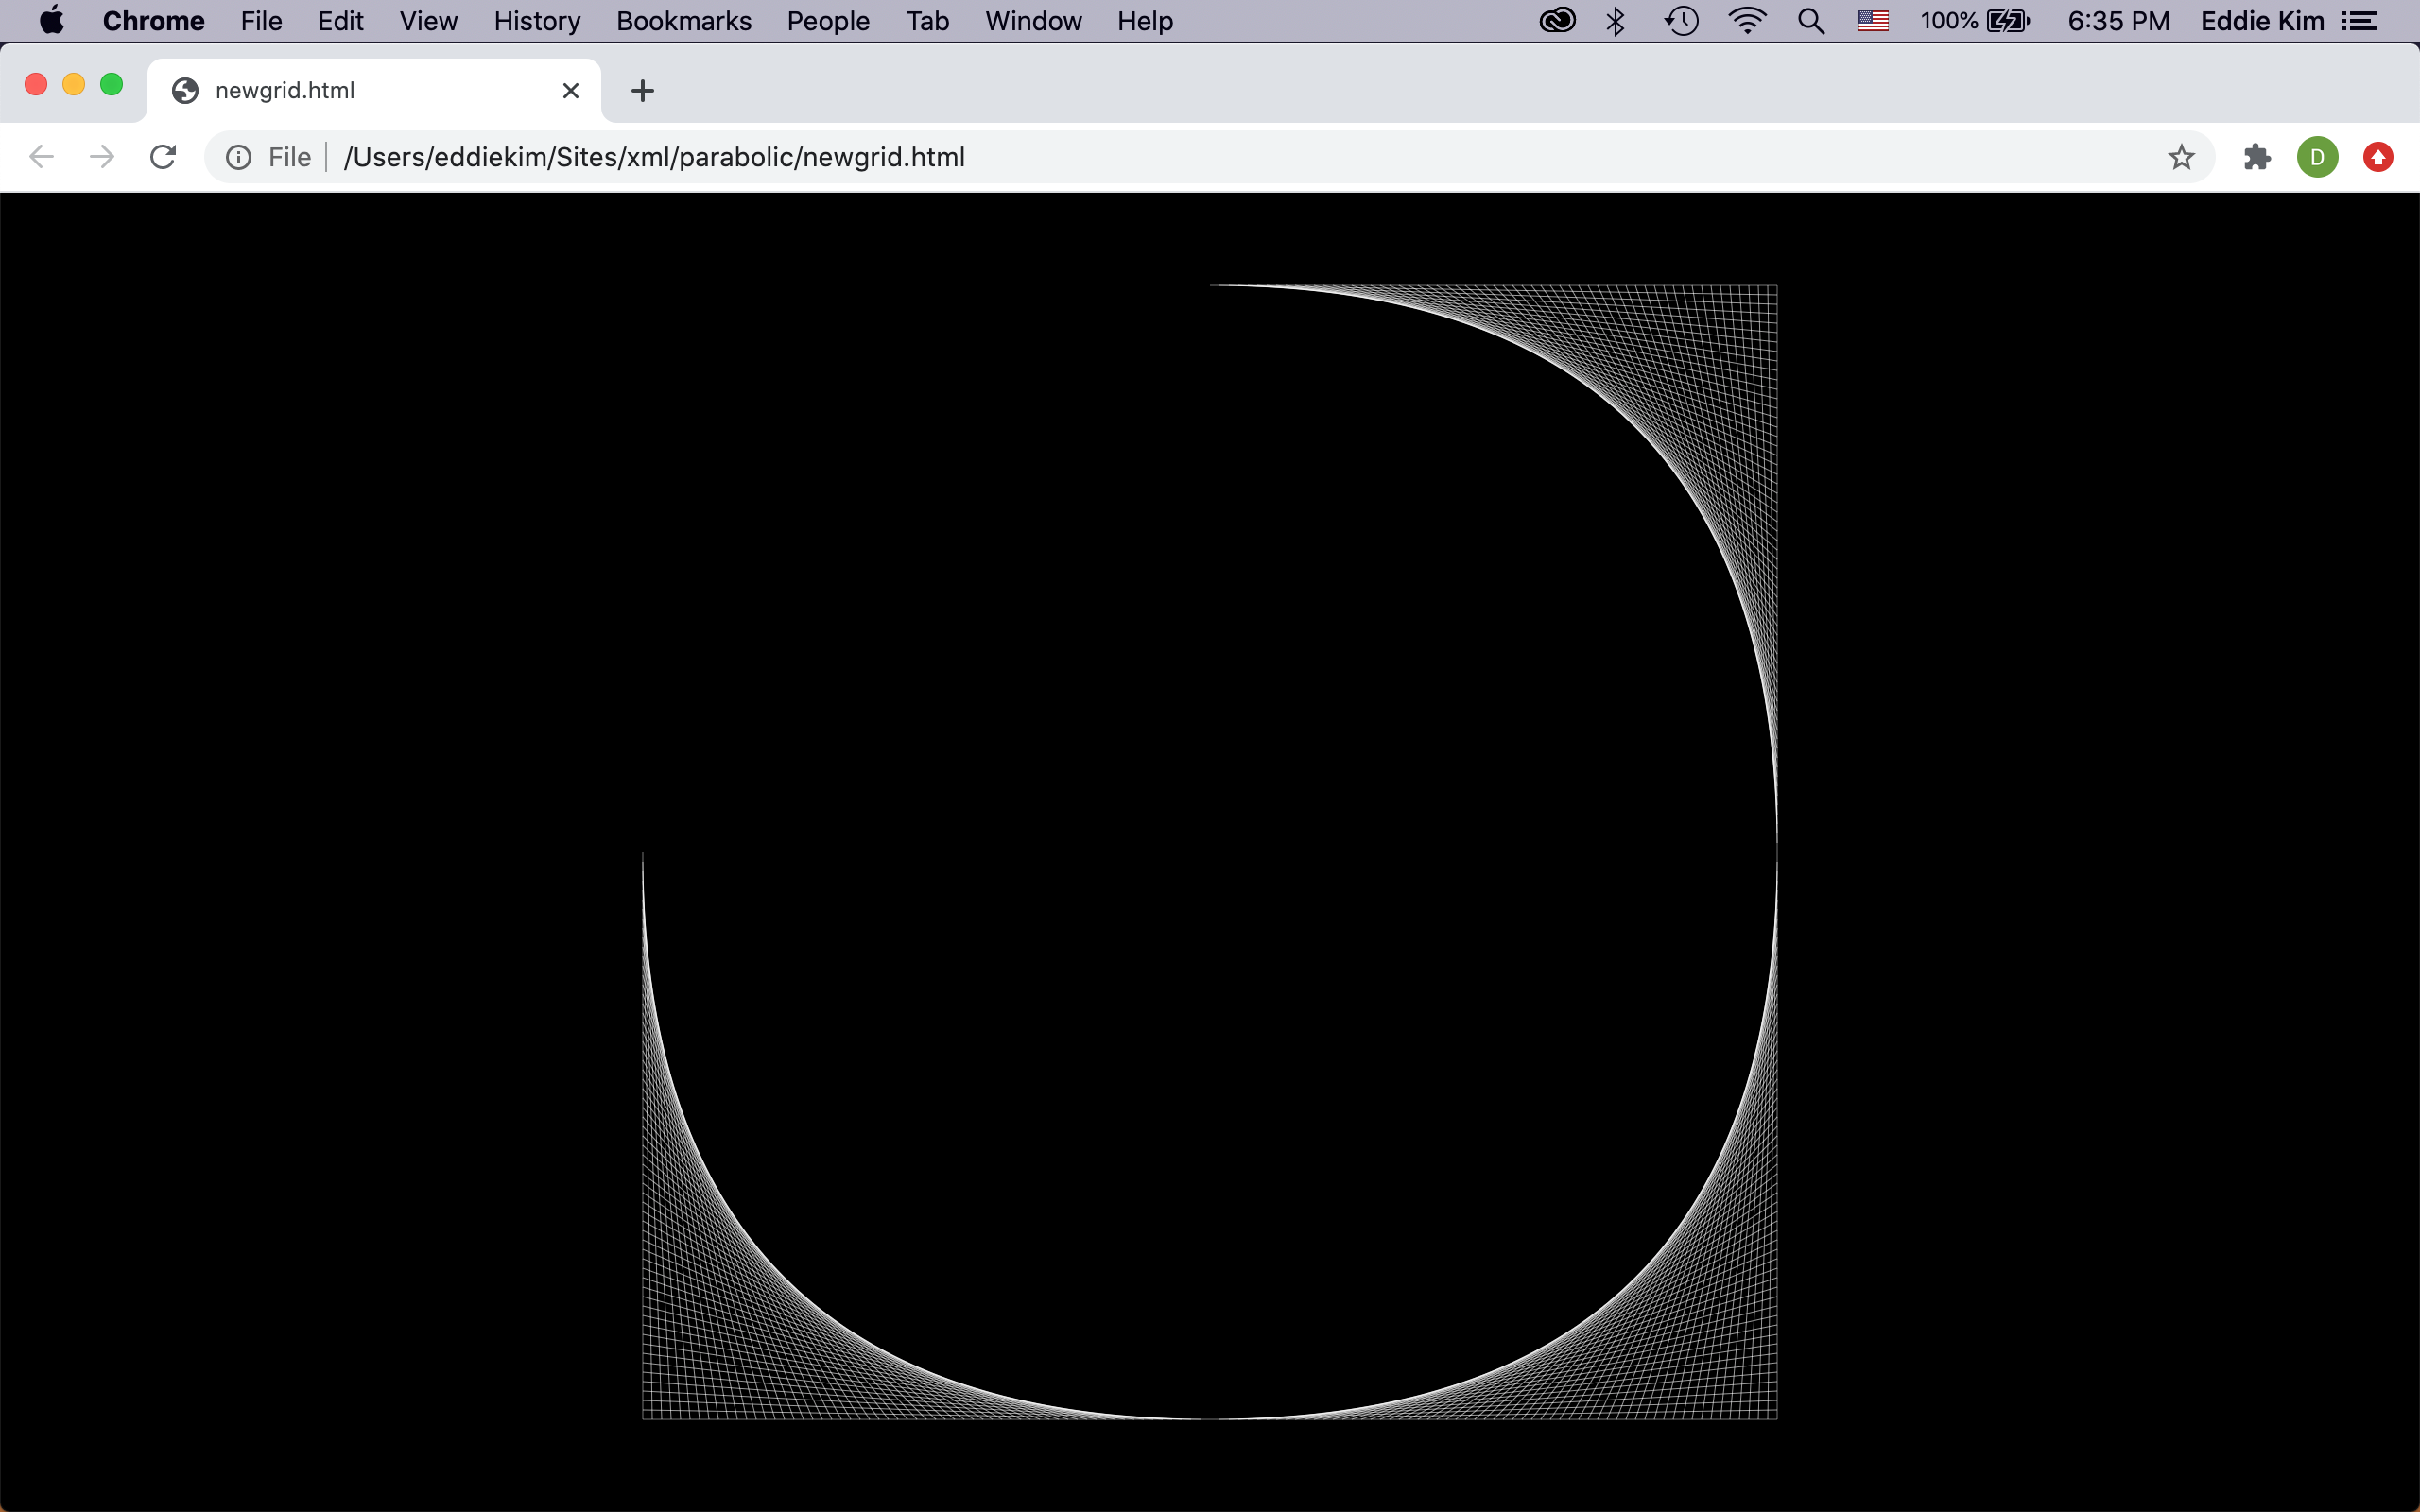 Chrome File Edit View History Bookmarks People Tab Window Help 100% 6:35 PM Eddie Kim
newgrid.html
File /Users/eddiekim/Sites/xml/parabolic/newgrid.html D